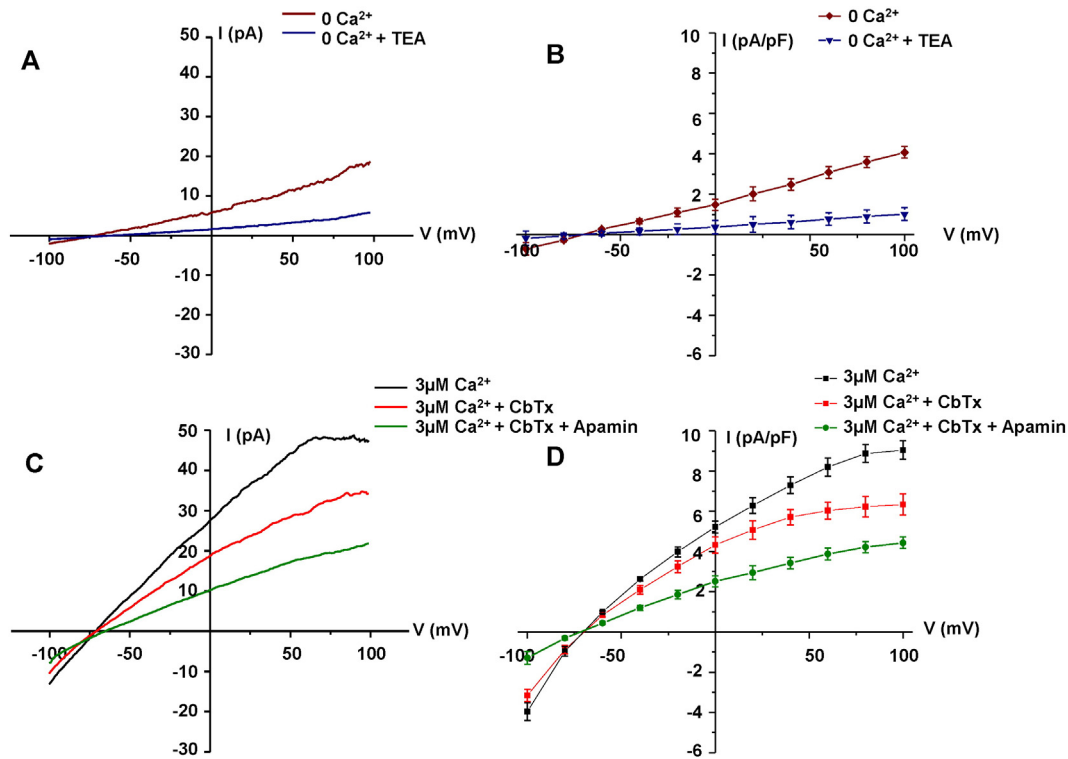 A
I (pA)
0 Ca²⁺
0 Ca²⁺ + TEA
50
40
30
20
10
-10
-20
-30
-100
-50
50
100
V (mV)
B
I (pA/pF)
0 Ca²⁺
0 Ca²⁺ + TEA
10
8
6
4
2
-2
-4
-6
-100
-50
50
100
V (mV)
C
I (pA)
3µM Ca²⁺
3µM Ca²⁺ + CbTx
3µM Ca²⁺ + CbTx + Apamin
50
40
30
20
10
-10
-20
-30
-100
-50
50
100
V (mV)
D
I (pA/pF)
3µM Ca²⁺
3µM Ca²⁺ + CbTx
3µM Ca²⁺ + CbTx + Apamin
10
8
6
4
2
-2
-4
-6
-100
-50
50
100
V (mV)